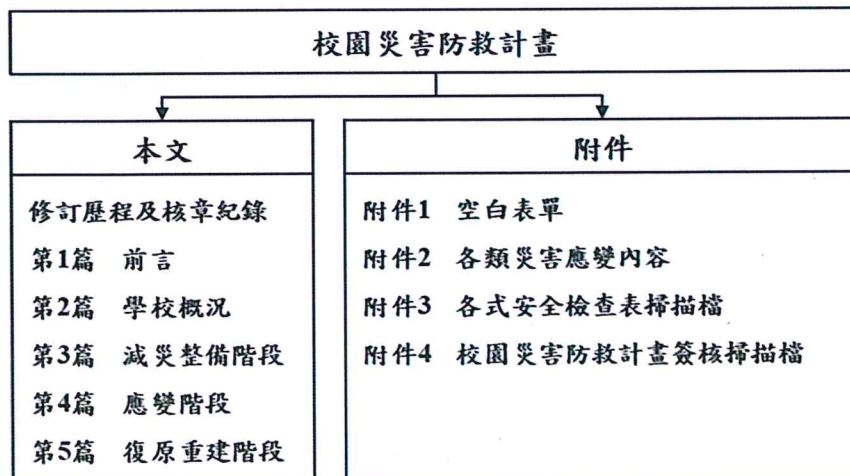 校園災害防救計畫
本文
修訂歷程及核章紀錄
第1篇 前言
第2篇 學校概況
第3篇 減災整備階段
第4篇 應變階段
第5篇 復原重建階段
附件
附件1 空白表單
附件2 各類災害應變內容
附件3 各式安全檢查表掃描檔
附件4 校園災害防救計畫簽核掃描檔